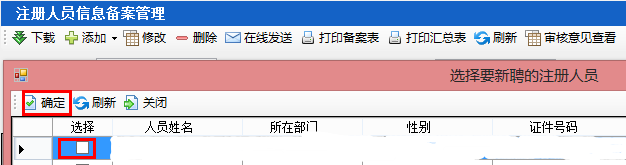 注册人员信息备案管理
下载 添加 修改 删除 在线发送 打印备案表 打印汇总表 刷新 审核意见查看
选择要新聘的注册人员
确定 刷新 关闭
选择 人员姓名 所在部门 性别 证件号码